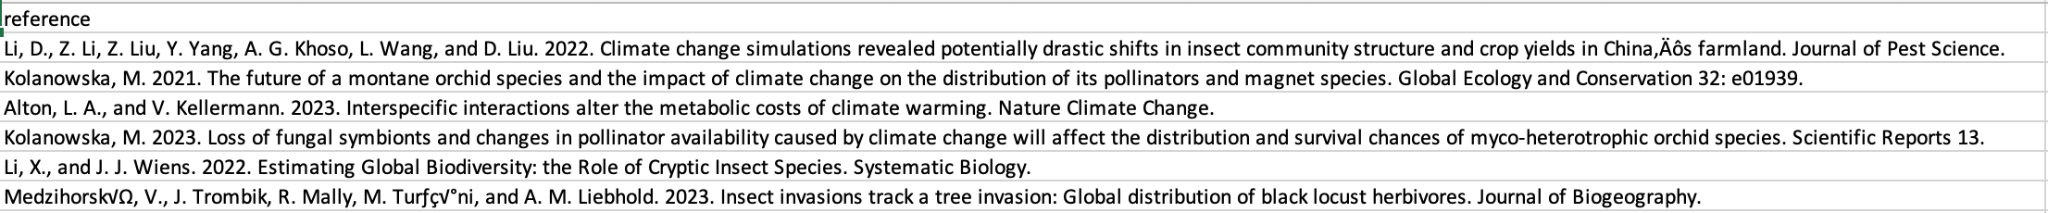 reference
Li, D., Z. Li, Z. Liu, Y. Yang, A. G. Khoso, L. Wang, and D. Liu. 2022. Climate change simulations revealed potentially drastic shifts in insect community structure and crop yields in China‚Äôs farmland. Journal of Pest Science.
Kolanowska, M. 2021. The future of a montane orchid species and the impact of climate change on the distribution of its pollinators and magnet species. Global Ecology and Conservation 32: e01939.
Alton, L. A., and V. Kellermann. 2023. Interspecific interactions alter the metabolic costs of climate warming. Nature Climate Change.
Kolanowska, M. 2023. Loss of fungal symbionts and changes in pollinator availability caused by climate change will affect the distribution and survival chances of myco-heterotrophic orchid species. Scientific Reports 13.
Li, X., and J. J. Wiens. 2022. Estimating Global Biodiversity: the Role of Cryptic Insect Species. Systematic Biology.
Medzihorsk√Ω, V., J. Trombik, R. Mally, M. Turƒç√°ni, and A. M. Liebhold. 2023. Insect invasions track a tree invasion: Global distribution of black locust herbivores. Journal of Biogeography.